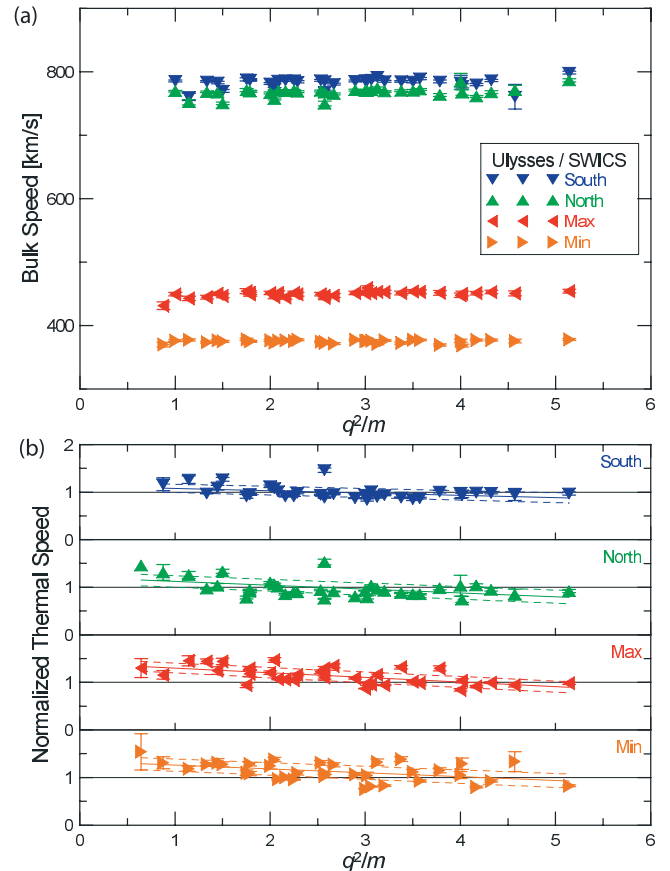 (a)
800
600
400
Bulk Speed [km/s]
Ulysses / SWICS
South
North
Max
Min
0 1 2 3 4 5 6
q²/m
(b)
2
1
0
South
1
0
North
1
0
Max
1
0
Min
Normalized Thermal Speed
0 1 2 3 4 5 6
q²/m